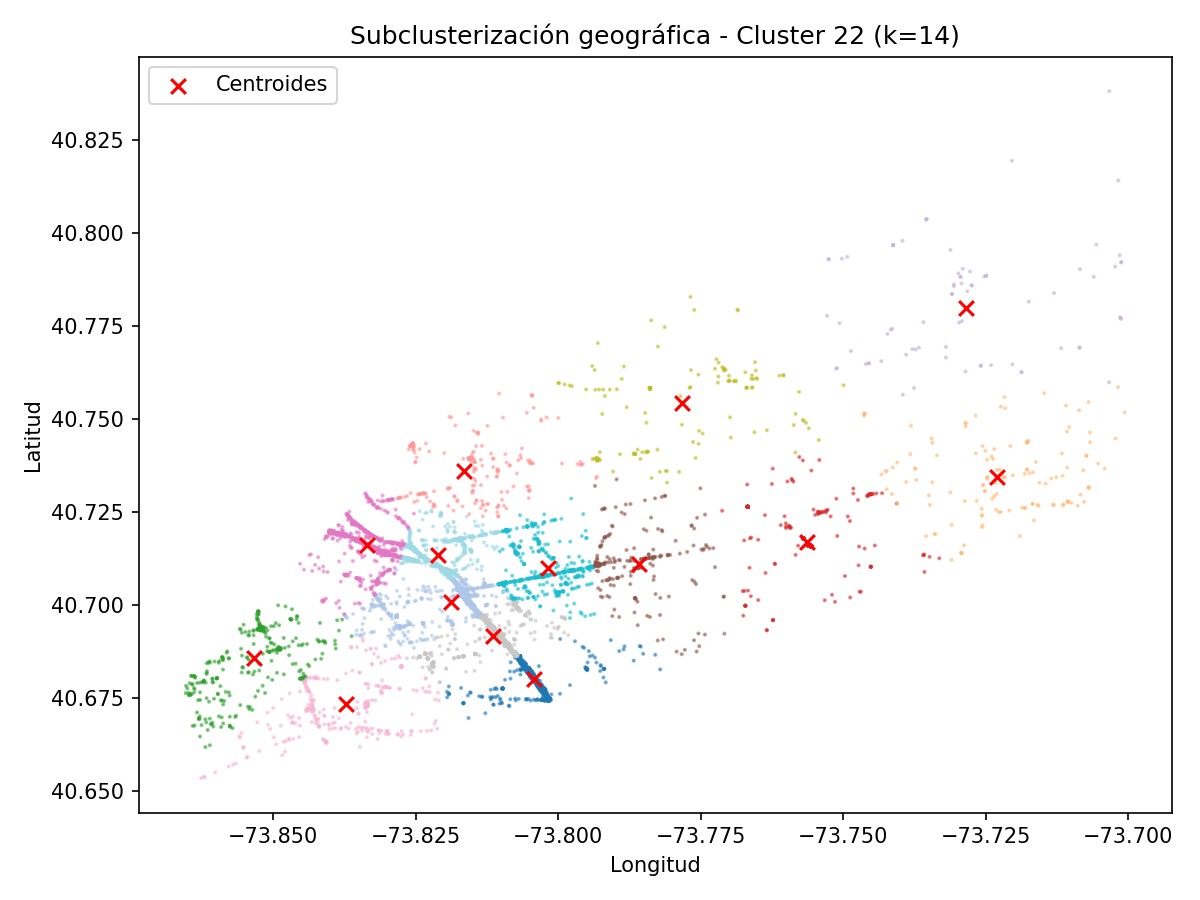 Subclusterización geográfica - Cluster 22 (k=14)
Centroides
40.825
40.800
40.775
40.750
40.725
40.700
40.675
40.650
Latitud
−73.850 −73.825 −73.800 −73.775 −73.750 −73.725 −73.700
Longitud